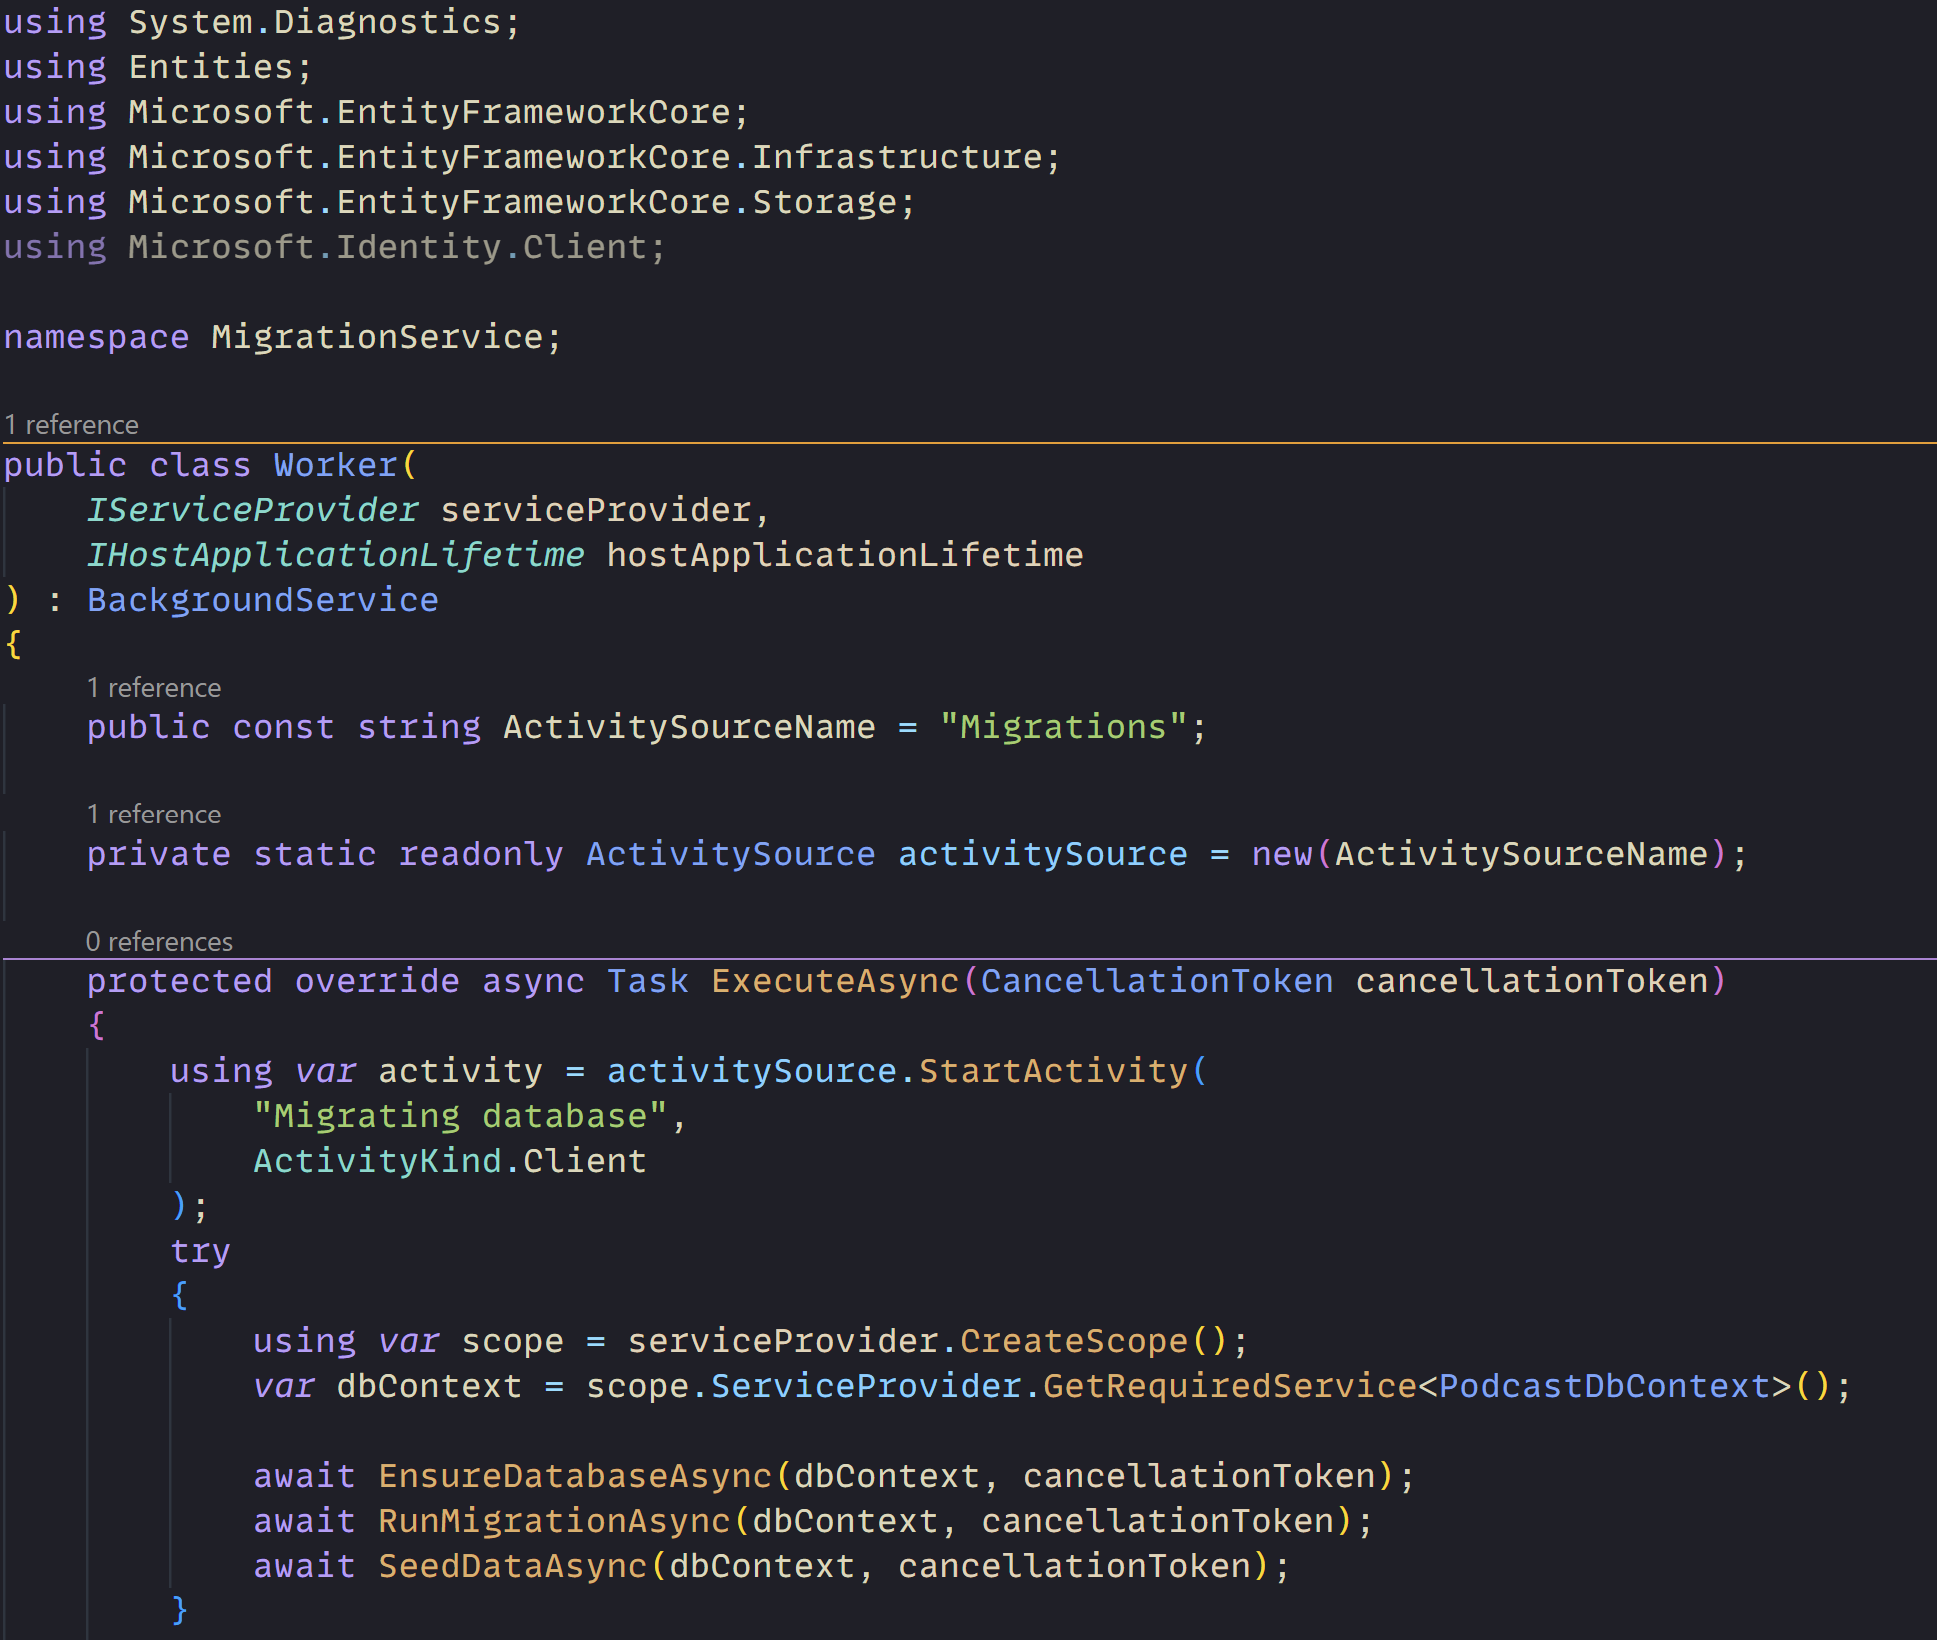 using System.Diagnostics;
using Entities;
using Microsoft.EntityFrameworkCore;
using Microsoft.EntityFrameworkCore.Infrastructure;
using Microsoft.EntityFrameworkCore.Storage;
using Microsoft.Identity.Client;
namespace MigrationService;
1 reference
public class Worker(
IServiceProvider serviceProvider,
IHostApplicationLifetime hostApplicationLifetime
) : BackgroundService
{
1 reference
public const string ActivitySourceName = "Migrations";
1 reference
private static readonly ActivitySource activitySource = new(ActivitySourceName);
0 references
protected override async Task ExecuteAsync(CancellationToken cancellationToken)
{
using var activity = activitySource.StartActivity(
"Migrating database",
ActivityKind.Client
);
try
{
using var scope = serviceProvider.CreateScope();
var dbContext = scope.ServiceProvider.GetRequiredService<PodcastDbContext>();
await EnsureDatabaseAsync(dbContext, cancellationToken);
await RunMigrationAsync(dbContext, cancellationToken);
await SeedDataAsync(dbContext, cancellationToken);
}